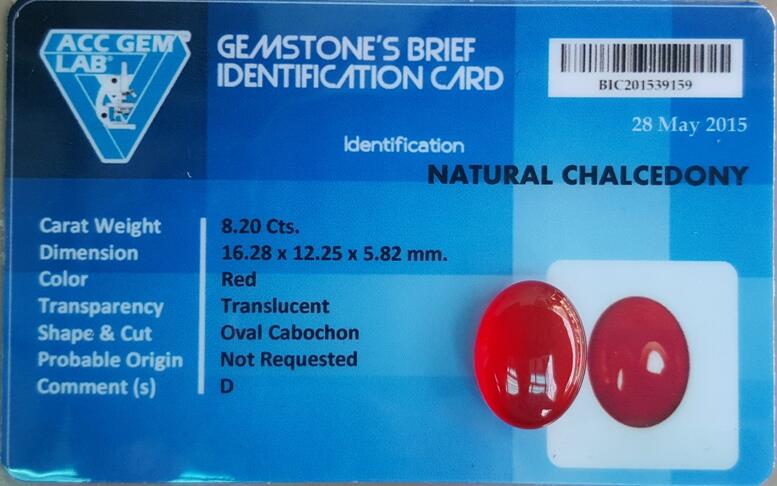 ACC GEM
LAB®
GEMSTONE'S BRIEF
IDENTIFICATION CARD
BIC201539159
28 May 2015
Identification
NATURAL CHALCEDONY
Carat Weight 8.20 Cts.
Dimension 16.28 x 12.25 x 5.82 mm.
Color Red
Transparency Translucent
Shape & Cut Oval Cabochon
Probable Origin Not Requested
Comment (s) D